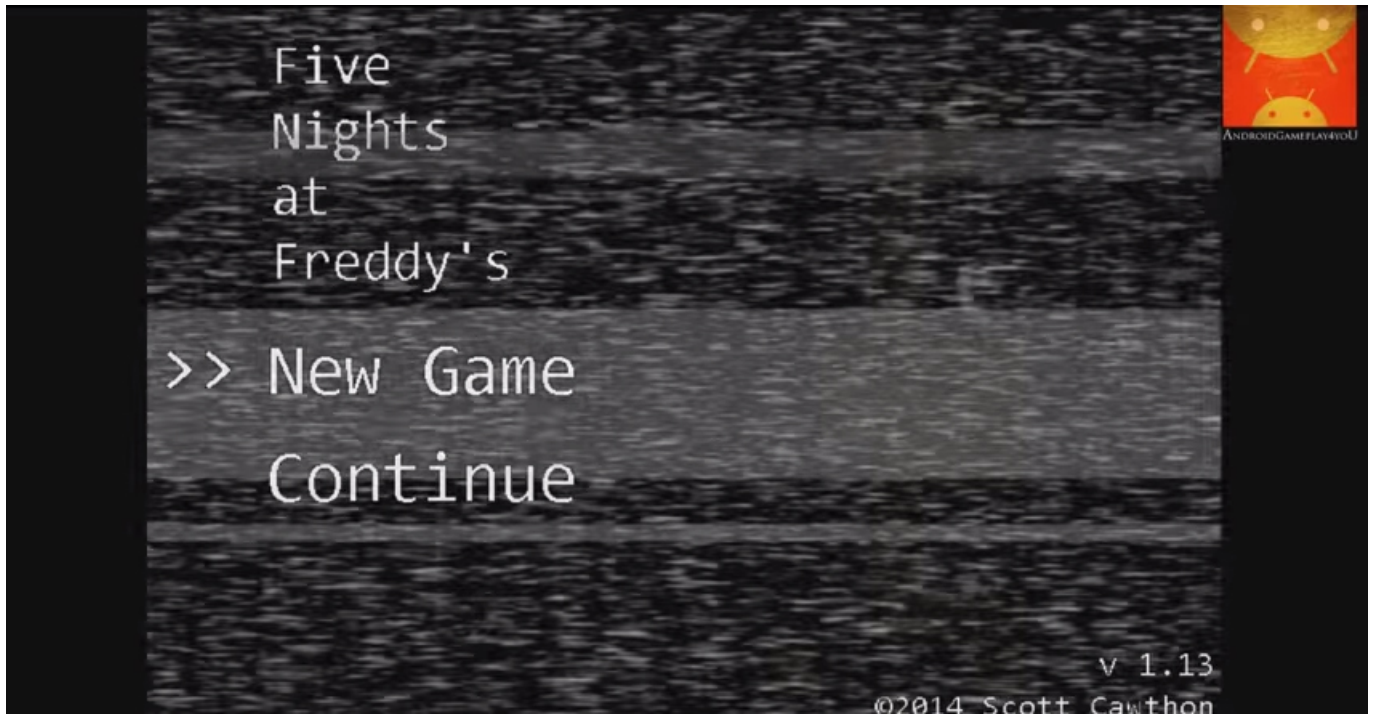 Five
Nights
at
Freddy's
>> New Game
Continue
v 1.13
©2014 Scott Cawthon
ANDROIDGAMEPLAY4YOU